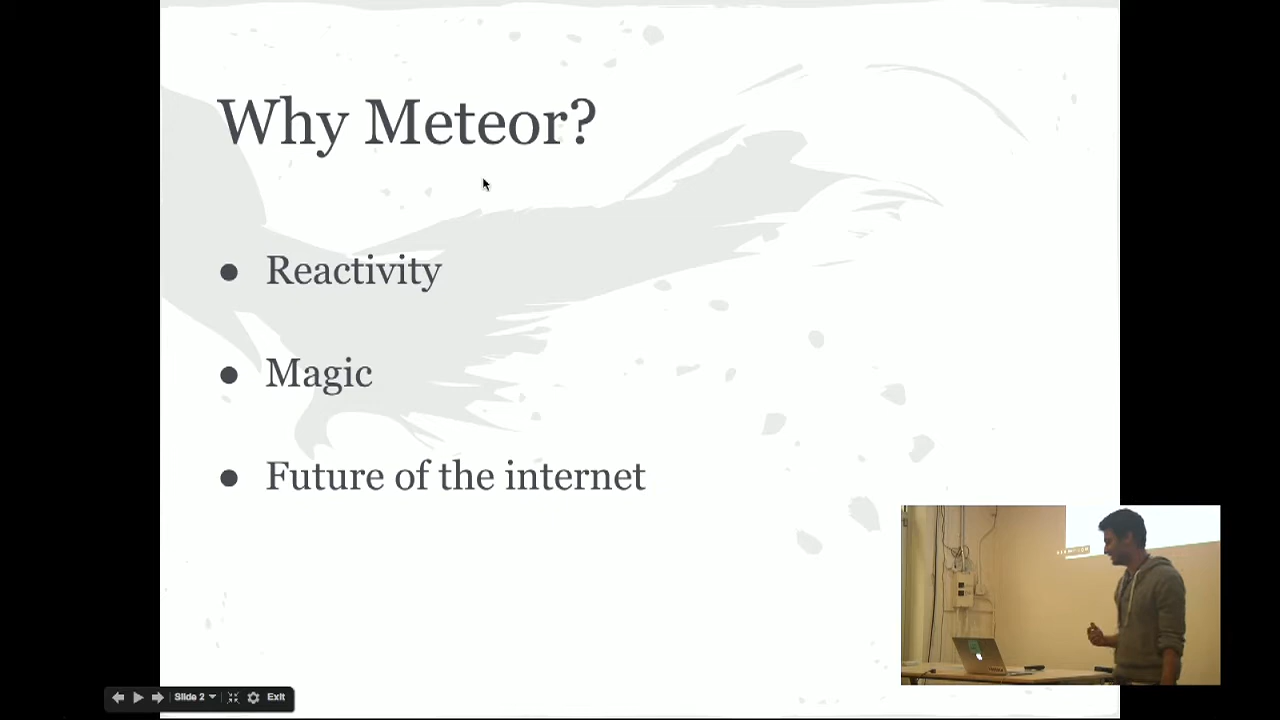 Why Meteor?
● Reactivity
● Magic
● Future of the internet
Slide 2 Exit